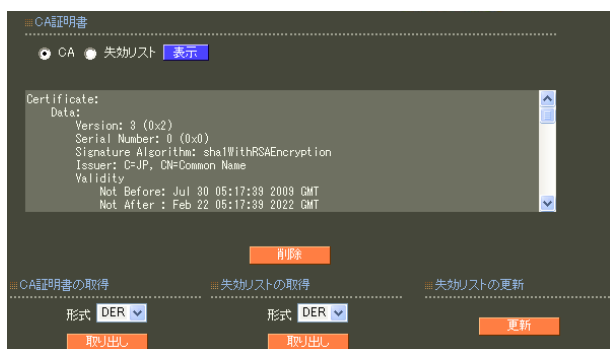 CA証明書
CA 失効リスト 表示
Certificate:
Data:
Version: 3 (0x2)
Serial Number: 0 (0x0)
Signature Algorithm: sha1WithRSAEncryption
Issuer: C=JP, CN=Common Name
Validity
Not Before: Jul 30 05:17:39 2009 GMT
Not After : Feb 22 05:17:39 2022 GMT
削除
CA証明書の取得 失効リストの取得 失効リストの更新
形式 DER 形式 DER
取り出し 取り出し 更新